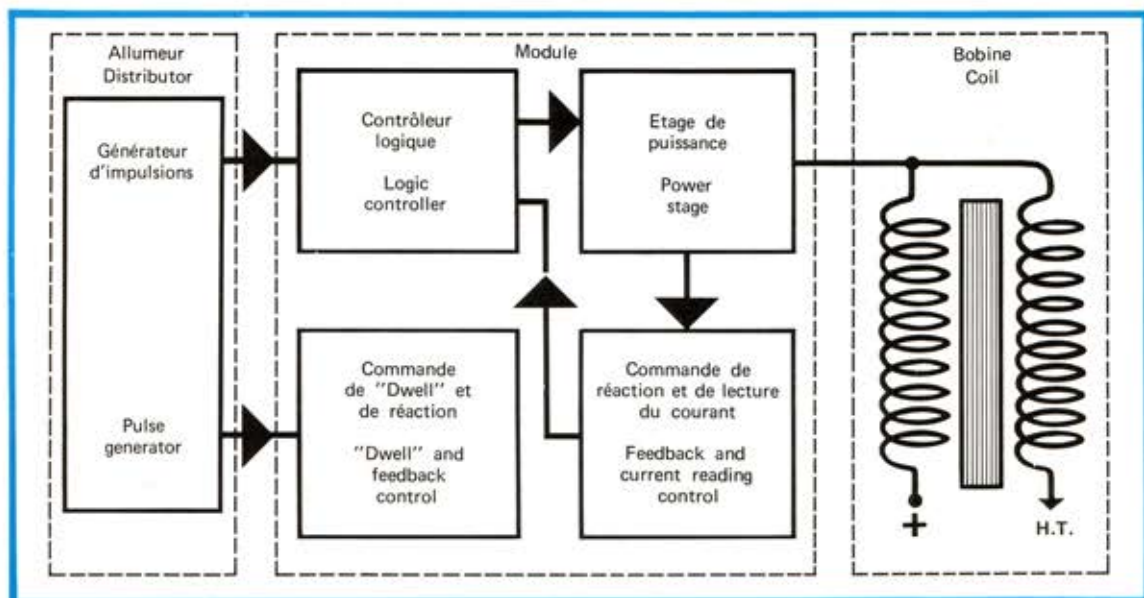 Allumeur
Distributor
Générateur
d'impulsions
Pulse
generator
Module
Contrôleur
logique
Logic
controller
Etage de
puissance
Power
stage
Commande
de "Dwell" et
de réaction
"Dwell" and
feedback
control
Commande de
réaction et de lecture
du courant
Feedback and
current reading
control
Bobine
Coil
+
H.T.